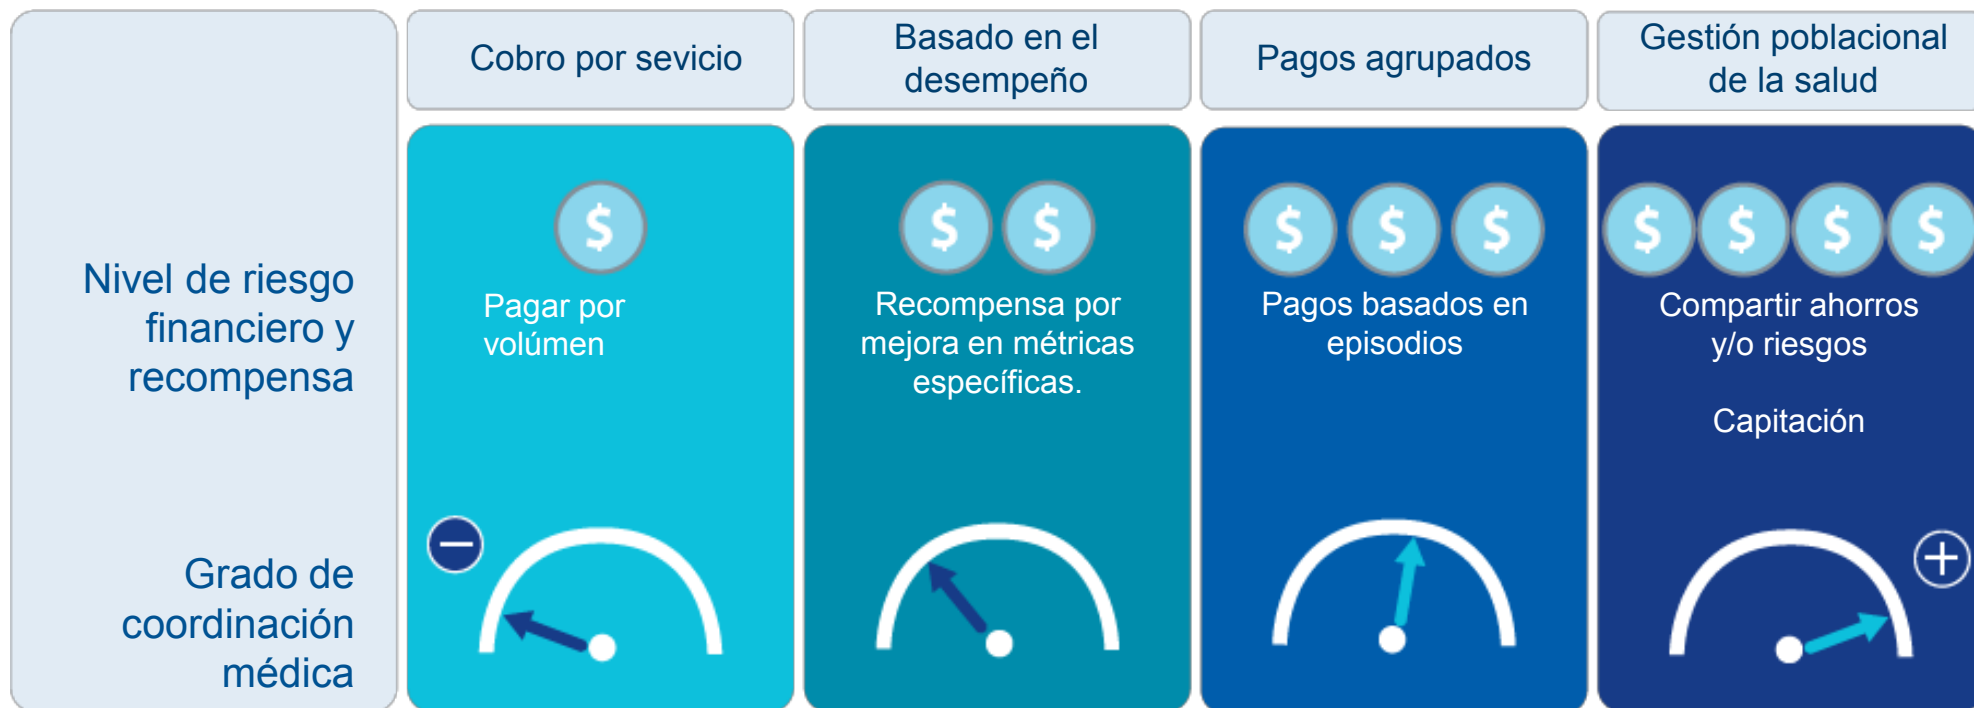 Cobro por sevicio
Basado en el
desempeño
Pagos agrupados
Gestión poblacional
de la salud
Nivel de riesgo
financiero y
recompensa
$
Pagar por
volúmen
$ $
Recompensa por
mejora en métricas
específicas.
$ $ $
Pagos basados en
episodios
$ $ $ $
Compartir ahorros
y/o riesgos
Capitación
Grado de
coordinación
médica
−
+